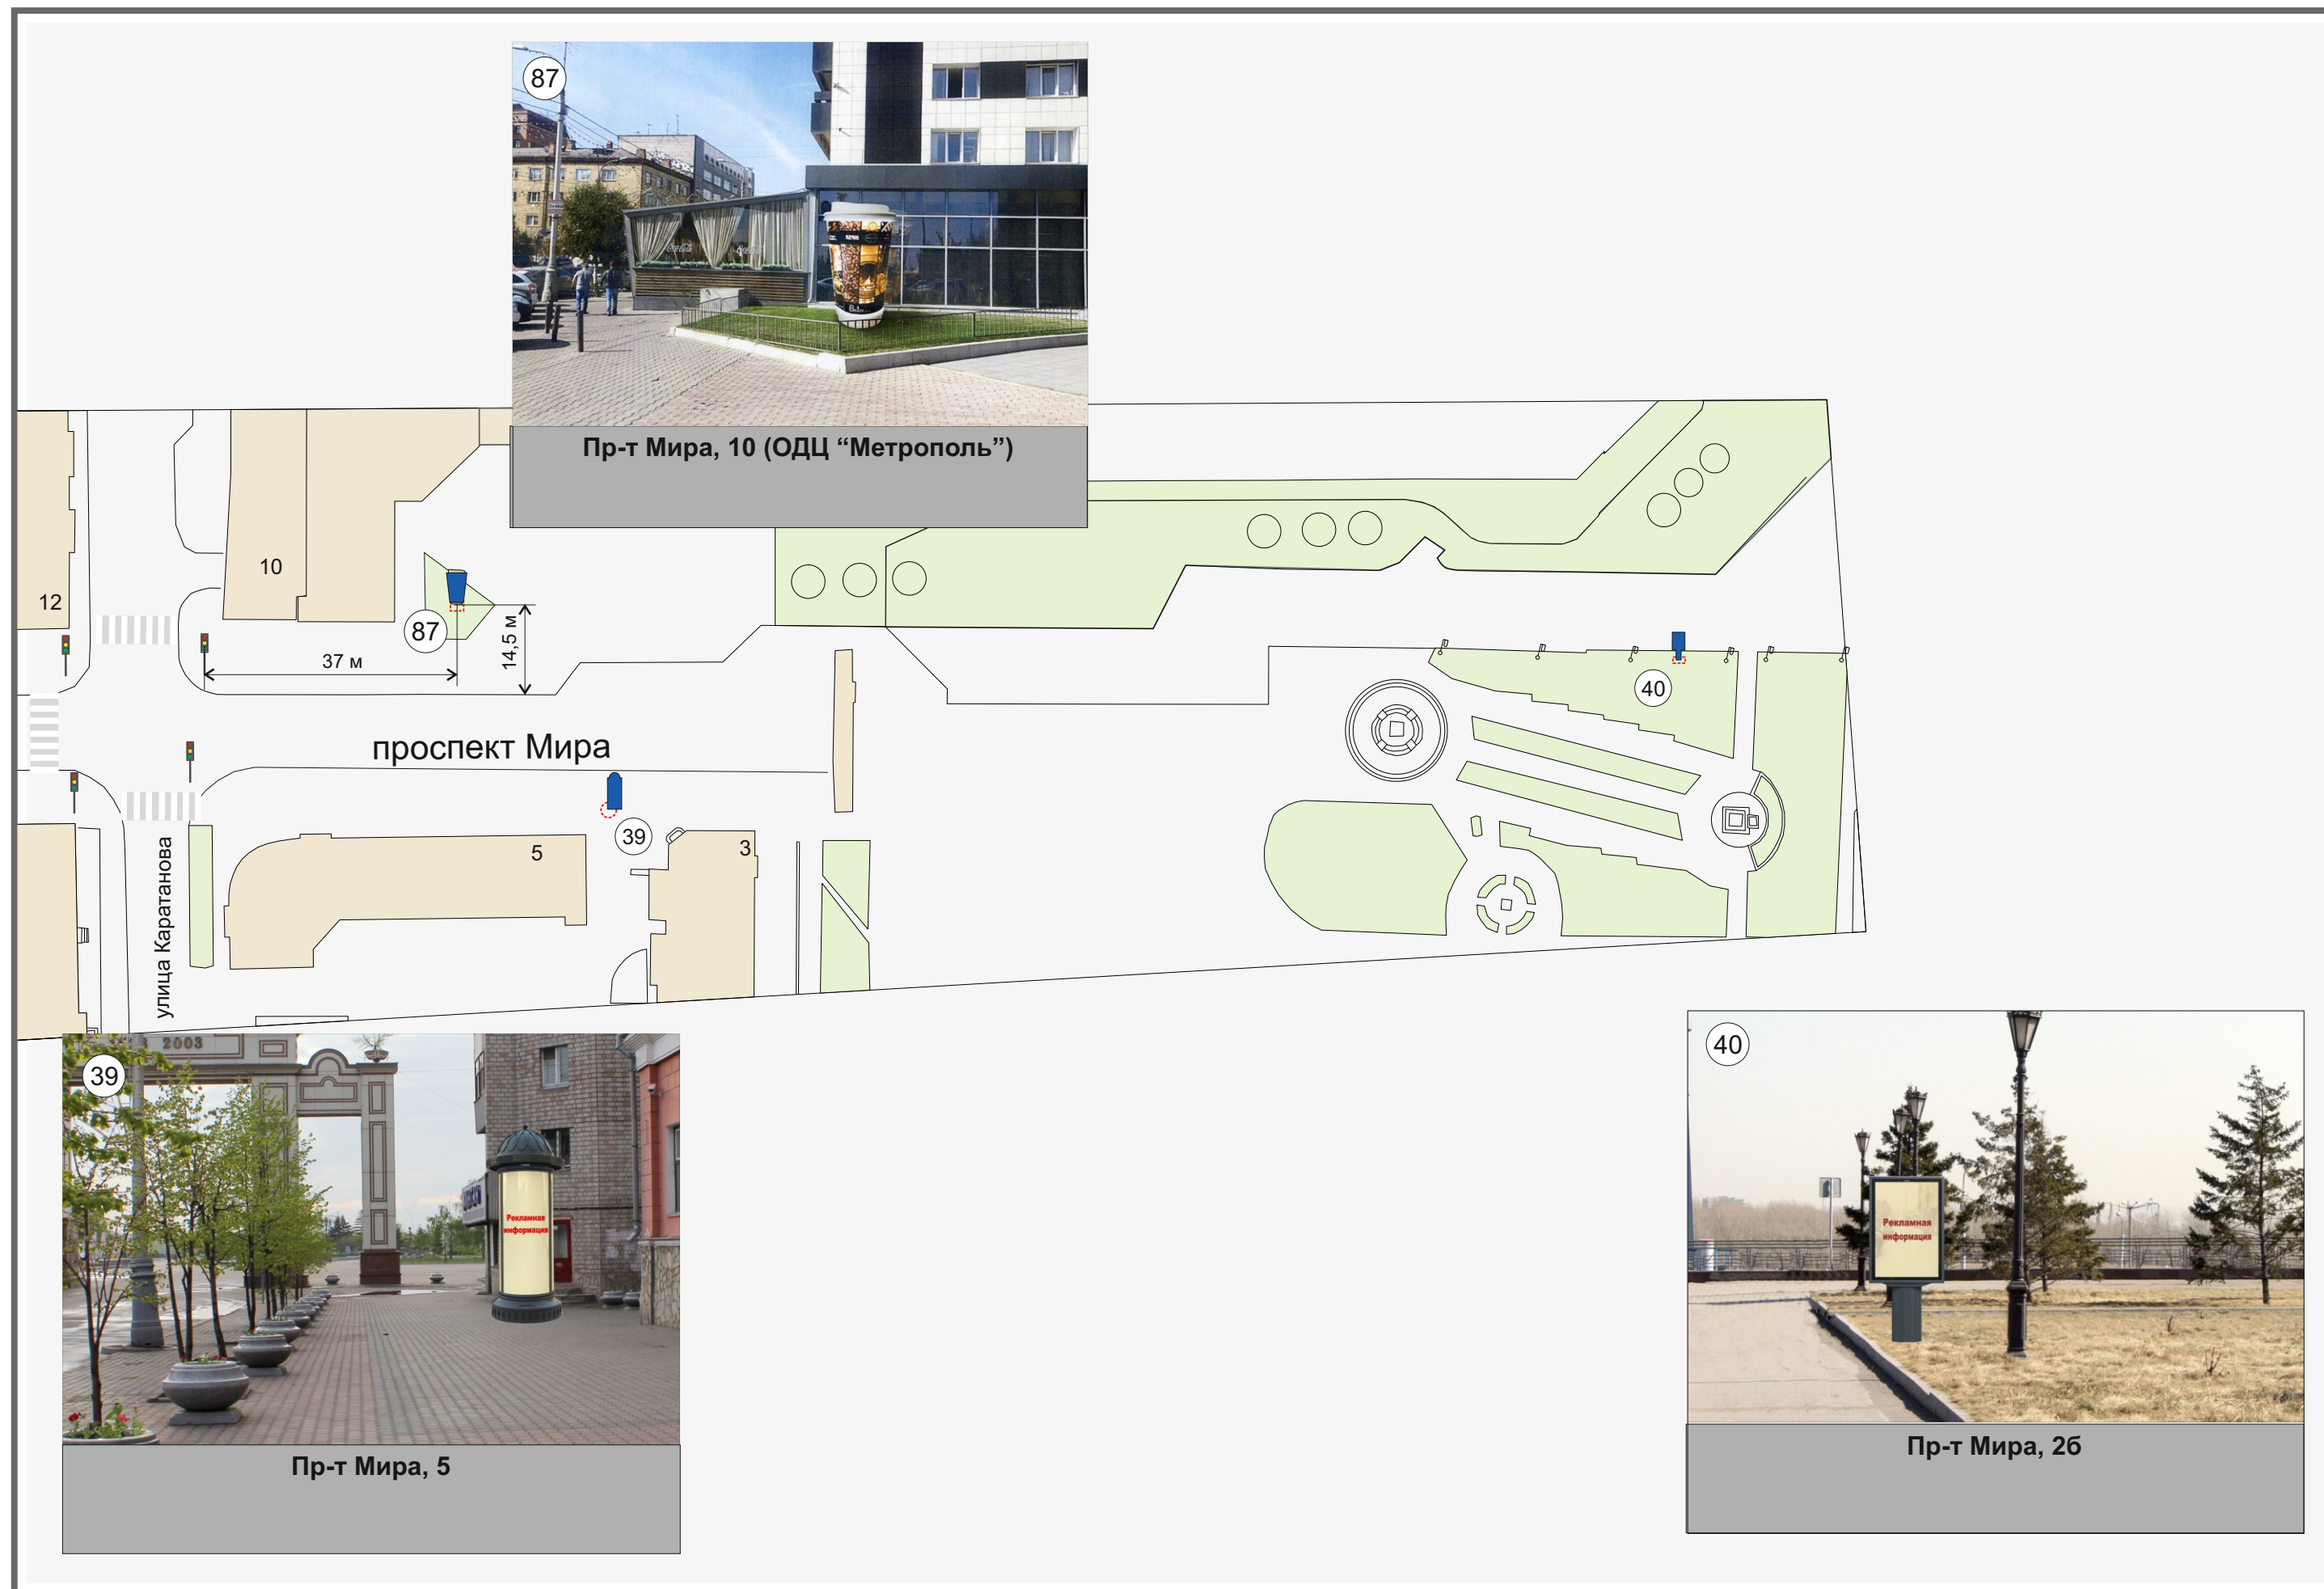 87
Пр-т Мира, 10 (ОДЦ “Метрополь”)
10
12
87
37 м
14,5 м
40
проспект Мира
39
5
3
улица Каратанова
2003
39
Рекламная
информация
Пр-т Мира, 5
40
Рекламная
информация
Пр-т Мира, 2б